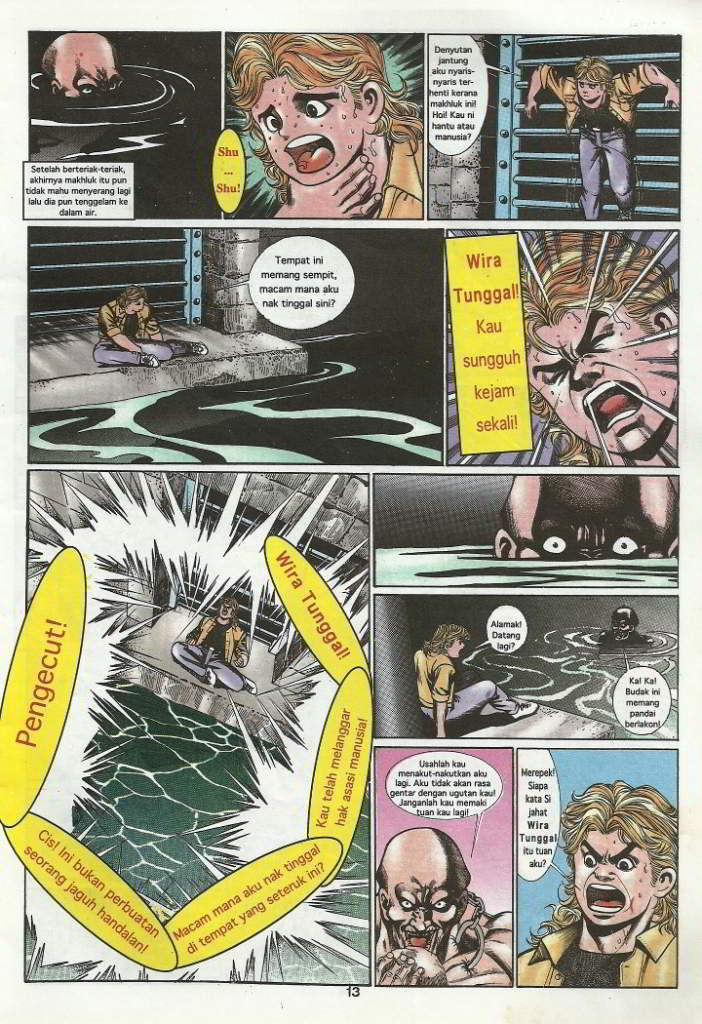 Setelah berteriak-teriak,
akhirnya makhluk itu pun
tidak mahu menyerang lagi
lalu dia pun tenggelam ke
dalam air.
Shu
...
Shu!
Denyutan
jantung
aku nyaris-
nyaris ter-
henti kerana
makhluk ini!
Hoi! Kau ni
hantu atau
manusia?
Tempat ini
memang sempit,
macam mana aku
nak tinggal sini?
Wira
Tunggal!
Kau
sungguh
kejam
sekali!
Pengecut!
Wira Tunggal!
Kau telah melanggar
hak asasi manusia!
Cis! Ini bukan perbuatan
seorang jaguh handalan!
Macam mana aku nak tinggal
di tempat yang seteruk ini?
Alamak!
Datang
lagi?
Ka! Ka!
Budak ini
memang
pandai
berlakon!
Usahlah kau
menakut-nakutkan aku
lagi. Aku tidak akan rasa
gentar dengan ugutan kau!
Janganlah kau memaki
tuan kau lagi!
Merepek!
Siapa
kata Si
jahat
Wira
Tunggal
itu tuan
aku?
13